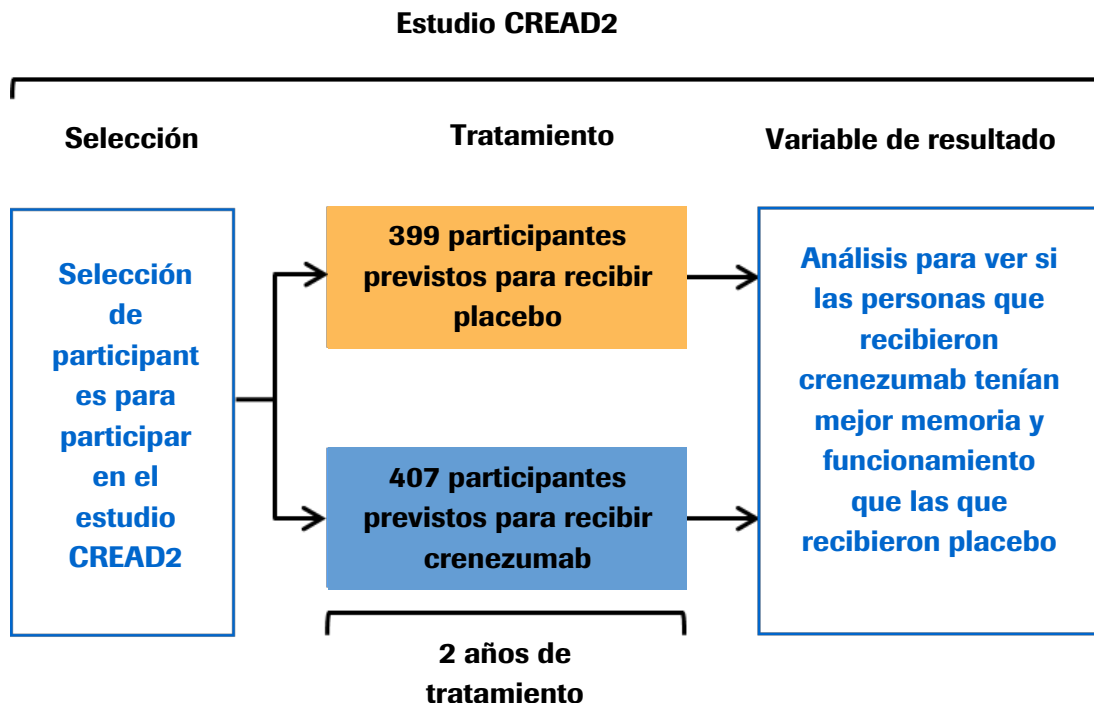 Estudio CREAD2
Selección
Tratamiento
Variable de resultado
Selección
de
participant
es para
participar
en el
estudio
CREAD2
399 participantes
previstos para recibir
placebo
407 participantes
previstos para recibir
crenezumab
2 años de
tratamiento
Análisis para ver si
las personas que
recibieron
crenezumab tenían
mejor memoria y
funcionamiento
que las que
recibieron placebo